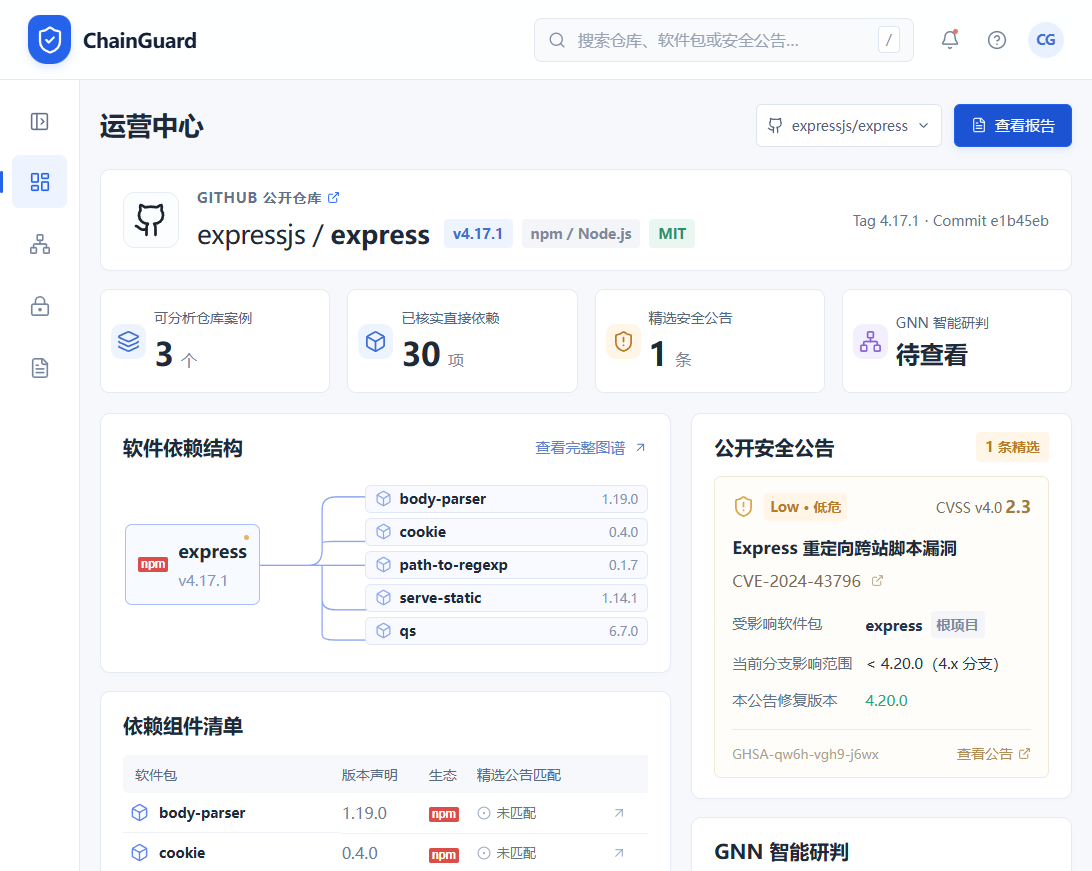 ChainGuard
搜索仓库、软件包或安全公告...
/
CG
运营中心
expressjs/express
查看报告
GITHUB 公开仓库
expressjs / express
v4.17.1
npm / Node.js
MIT
Tag 4.17.1 · Commit e1b45eb
可分析仓库案例
3 个
已核实直接依赖
30 项
精选安全公告
1 条
GNN 智能研判
待查看
软件依赖结构
查看完整图谱
npm
express
v4.17.1
body-parser 1.19.0
cookie 0.4.0
path-to-regexp 0.1.7
serve-static 1.14.1
qs 6.7.0
公开安全公告
1 条精选
Low • 低危
CVSS v4.0 2.3
Express 重定向跨站脚本漏洞
CVE-2024-43796
受影响软件包 express 根项目
当前分支影响范围 < 4.20.0 (4.x 分支)
本公告修复版本 4.20.0
GHSA-qw6h-vgh9-j6wx 查看公告
依赖组件清单
软件包 版本声明 生态 精选公告匹配
body-parser 1.19.0 npm 未匹配
cookie 0.4.0 npm 未匹配
GNN 智能研判